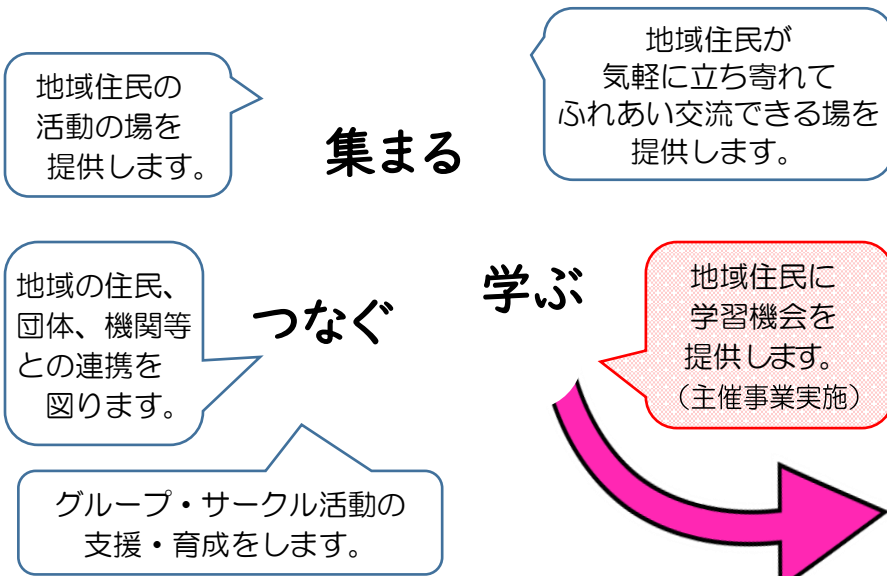 地域住民の
活動の場を
提供します。
地域住民が
気軽に立ち寄れて
ふれあい交流できる場を
提供します。
集まる
地域の住民、
団体、機関等
との連携を
図ります。
つなぐ
学ぶ
地域住民に
学習機会を
提供します。
（主催事業実施）
グループ・サークル活動の
支援・育成をします。